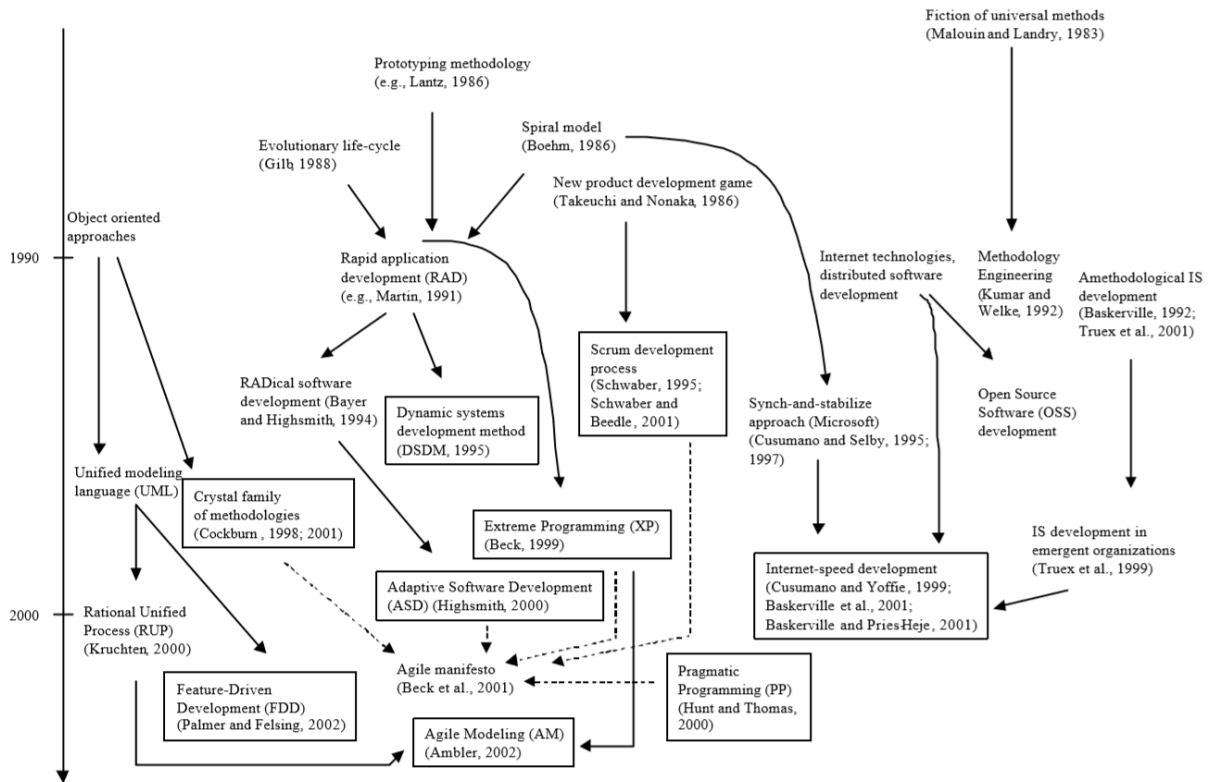 Fiction of universal methods
(Malouin and Landry, 1983)
Prototyping methodology
(e.g., Lantz, 1986)
Spiral model
(Boehm, 1986)
Evolutionary life-cycle
(Gilb, 1988)
New product development game
(Takeuchi and Nonaka, 1986)
Object oriented
approaches
1990
Rapid application
development (RAD)
(e.g., Martin, 1991)
Internet technologies,
distributed software
development
Methodology
Engineering
(Kumar and
Welke, 1992)
Amethodological IS
development
(Baskerville, 1992;
Truex et al., 2001)
Scrum development
process
(Schwaber, 1995;
Schwaber and
Beedle, 2001)
RADical software
development (Bayer
and Highsmith, 1994)
Dynamic systems
development method
(DSDM, 1995)
Synch-and-stabilize
approach (Microsoft)
(Cusumano and Selby, 1995;
1997)
Open Source
Software (OSS)
development
Unified modeling
language (UML)
Crystal family
of methodologies
(Cockburn, 1998; 2001)
Extreme Programming (XP)
(Beck, 1999)
IS development in
emergent organizations
(Truex et al., 1999)
Internet-speed development
(Cusumano and Yoffie, 1999;
Baskerville et al., 2001;
Baskerville and Pries-Heje, 2001)
Adaptive Software Development
(ASD) (Highsmith, 2000)
2000
Rational Unified
Process (RUP)
(Kruchten, 2000)
Agile manifesto
(Beck et al., 2001)
Pragmatic
Programming (PP)
(Hunt and Thomas,
2000)
Feature-Driven
Development (FDD)
(Palmer and Felsing, 2002)
Agile Modeling (AM)
(Ambler, 2002)